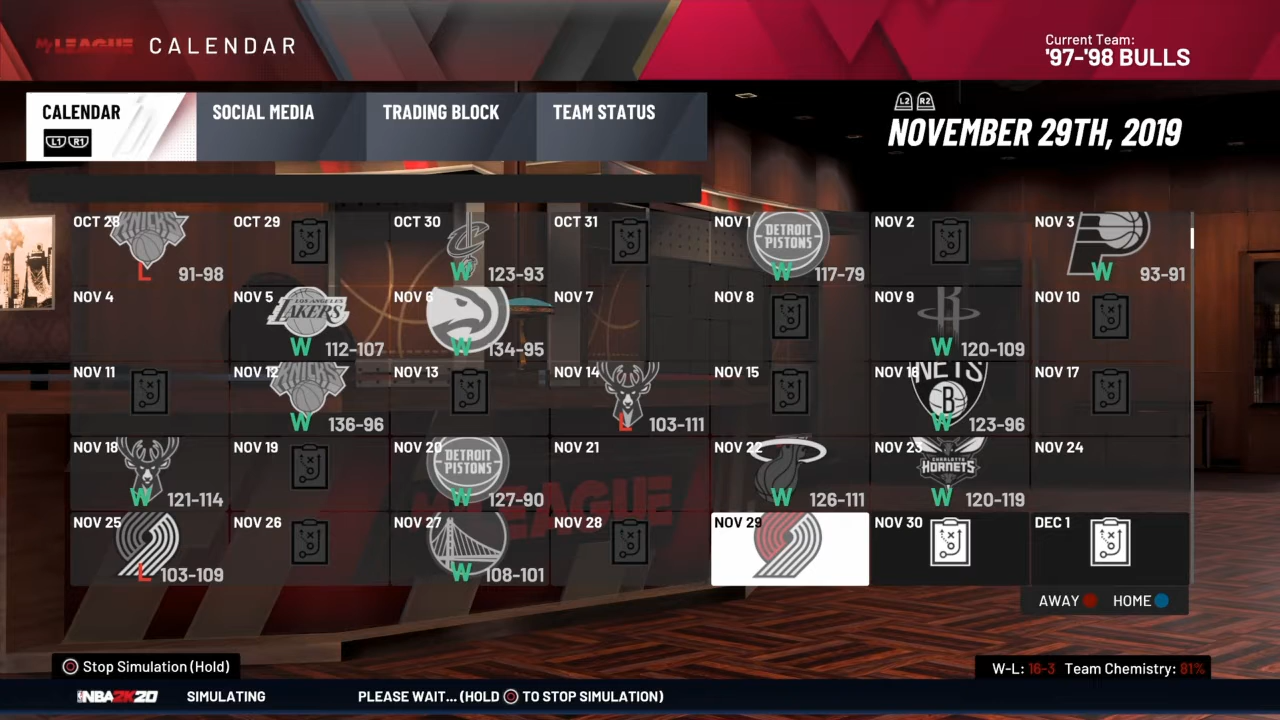 MyLEAGUE CALENDAR
Current Team:
'97-'98 BULLS
CALENDAR
L1 R1
SOCIAL MEDIA
TRADING BLOCK
TEAM STATUS
L2 R2
NOVEMBER 29TH, 2019
OCT 28
L 91-98
OCT 29
OCT 30
W 123-93
OCT 31
NOV 1
DETROIT
PISTONS
W 117-79
NOV 2
NOV 3
W 93-91
NOV 4
NOV 5
LOS ANGELES
LAKERS
W 112-107
NOV 6
W 134-95
NOV 7
NOV 8
NOV 9
W 120-109
NOV 10
NOV 11
NOV 12
W 136-96
NOV 13
NOV 14
L 103-111
NOV 15
NOV 16
NETS
B
W 123-96
NOV 17
NOV 18
W 121-114
NOV 19
NOV 20
DETROIT
PISTONS
W 127-90
NOV 21
NOV 22
W 126-111
NOV 23
CHARLOTTE
HORNETS
W 120-119
NOV 24
NOV 25
L 103-109
NOV 26
NOV 27
W 108-101
NOV 28
NOV 29
NOV 30
DEC 1
AWAY HOME
Stop Simulation (Hold)
W-L: 16-3 Team Chemistry: 81%
NBA 2K20 SIMULATING PLEASE WAIT... (HOLD TO STOP SIMULATION)